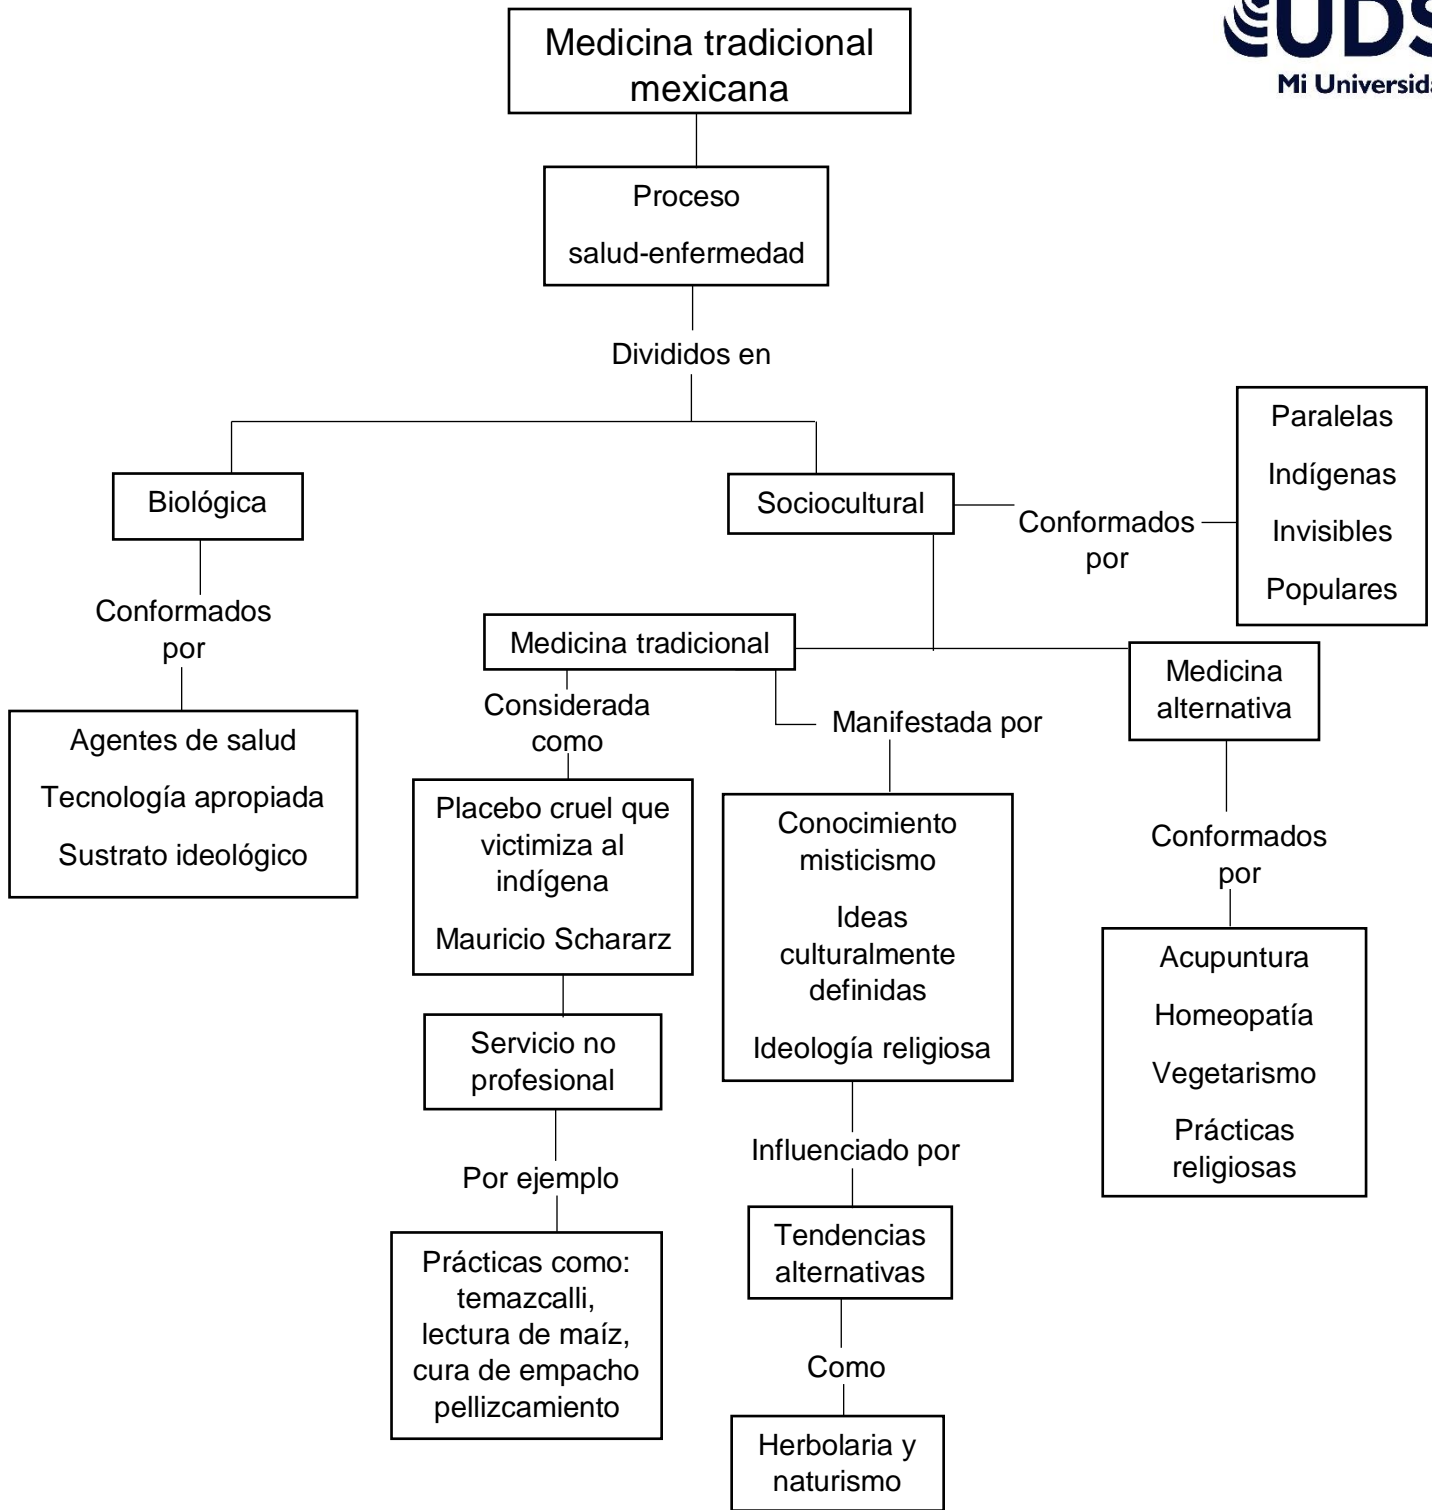 Medicina tradicional
mexicana
Mi Universida
Proceso
salud-enfermedad
Divididos en
Biológica
Sociocultural
Conformados
por
Paralelas
Indígenas
Invisibles
Populares
Conformados
por
Agentes de salud
Tecnología apropiada
Sustrato ideológico
Medicina tradicional
Medicina
alternativa
Considerada
como
Manifestada por
Placebo cruel que
victimiza al
indígena
Mauricio Schararz
Conocimiento
misticismo
Ideas
culturalmente
definidas
Ideología religiosa
Conformados
por
Acupuntura
Homeopatía
Vegetarismo
Prácticas
religiosas
Servicio no
profesional
Por ejemplo
Prácticas como:
temazcalli,
lectura de maíz,
cura de empacho
pellizcamiento
Influenciado por
Tendencias
alternativas
Como
Herbolaria y
naturismo